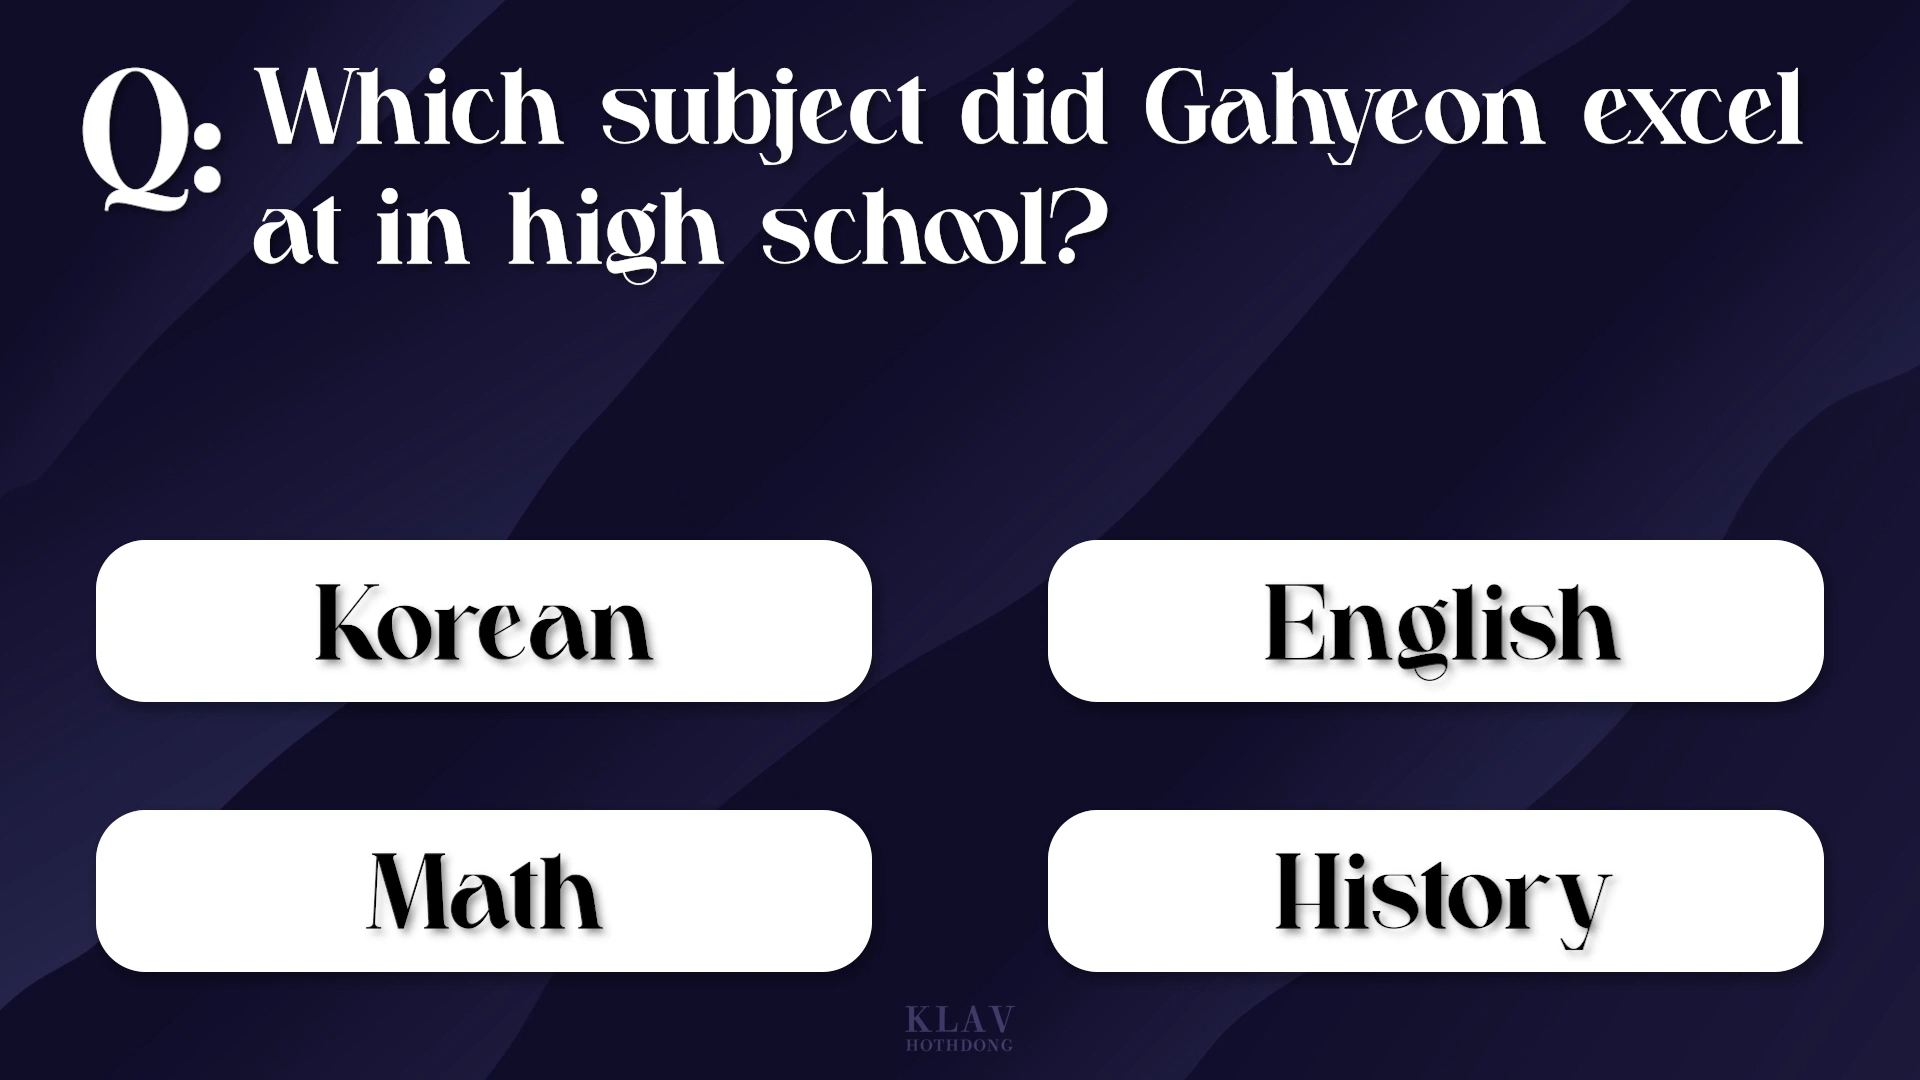 Q: Which subject did Gahyeon excel
at in high school?
Korean
English
Math
History
KLAV
HOTHDONG